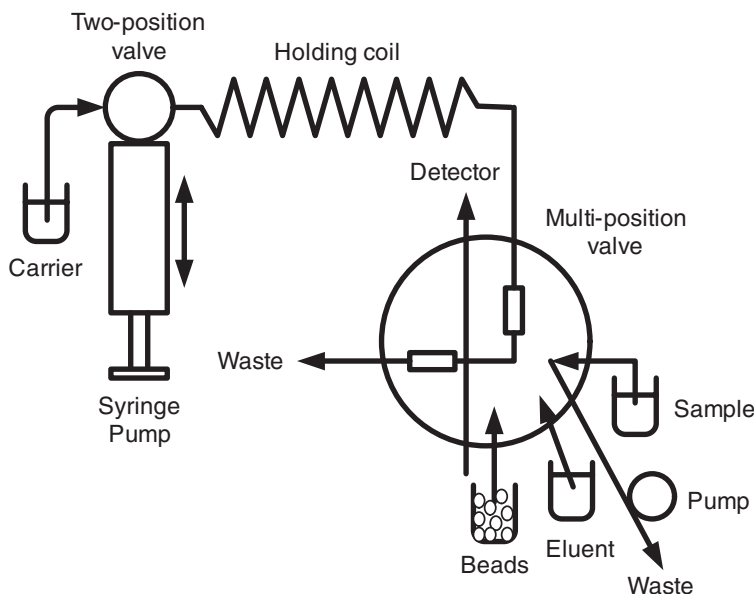 Two-position
valve
Holding coil
Detector
Multi-position
valve
Carrier
Waste
Syringe
Pump
Sample
Pump
Beads
Eluent
Waste